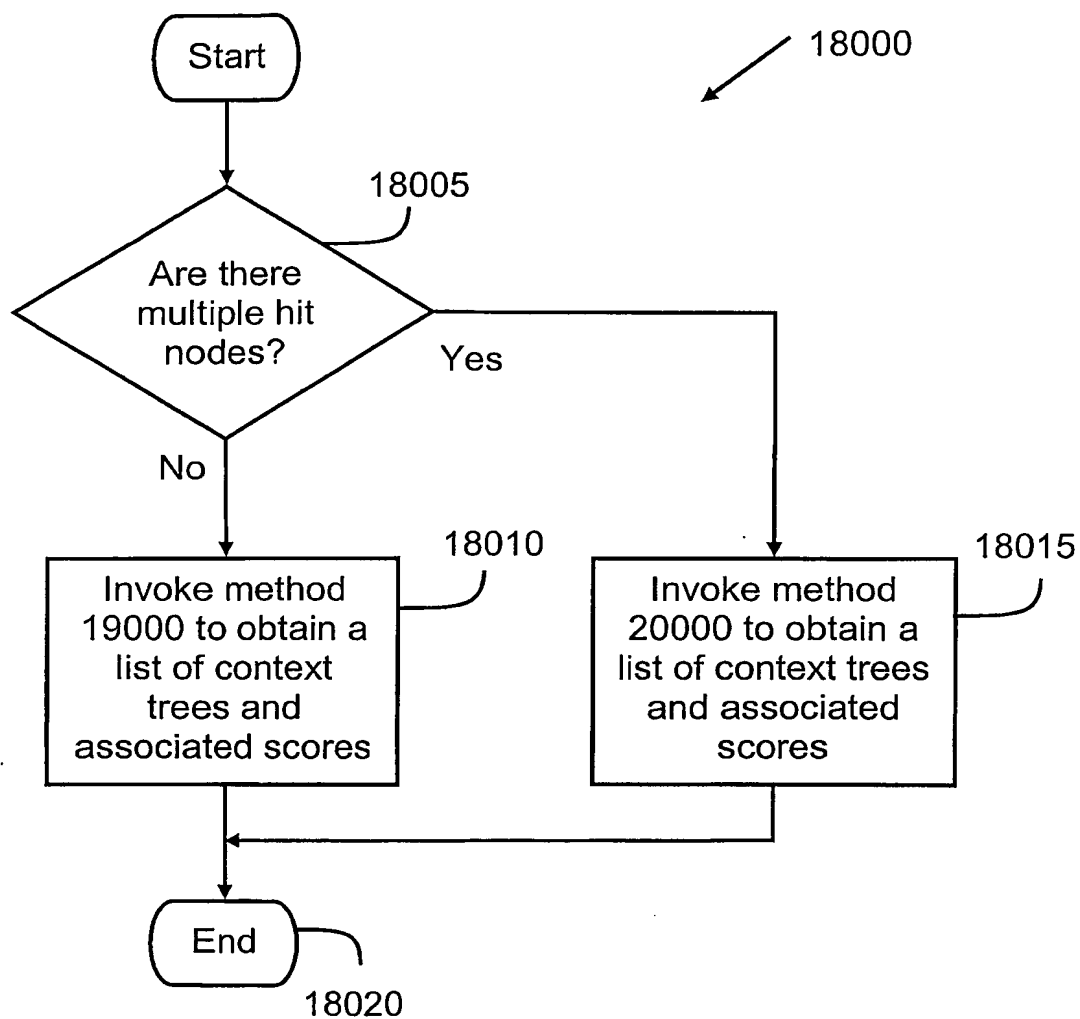 Start
18000
18005
Are there
multiple hit
nodes?
Yes
No
18010
18015
Invoke method
19000 to obtain a
list of context
trees and
associated scores
Invoke method
20000 to obtain a
list of context trees
and associated
scores
End
18020